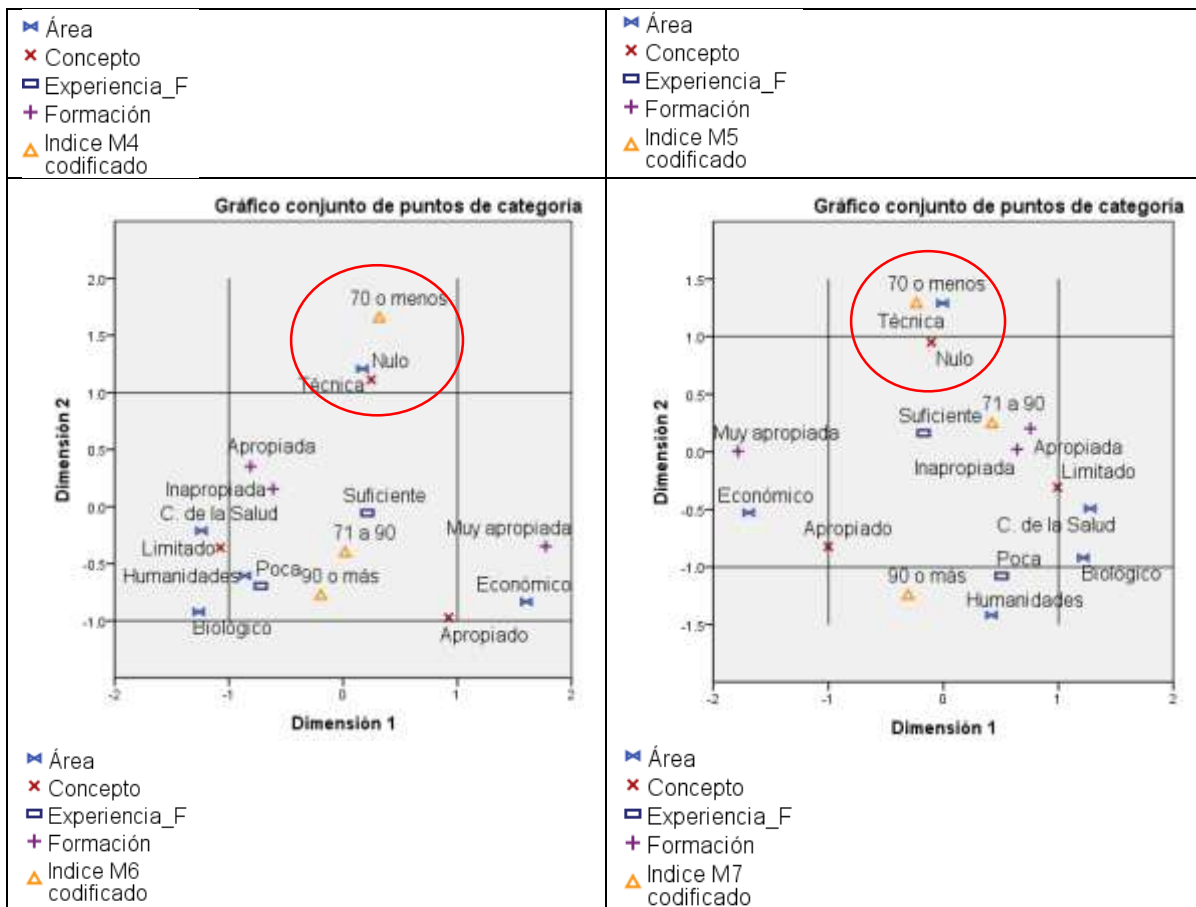 Área
Concepto
Experiencia_F
Formación
Indice M4
codificado
Área
Concepto
Experiencia_F
Formación
Indice M5
codificado
Gráfico conjunto de puntos de categoría
2.0
1.5
1.0
0.5
0.0
-0.5
-1.0
Dimensión 2
70 o menos
Nulo
Técnica
Apropiada
Inapropiada
C. de la Salud
Suficiente
Limitado
71 a 90
Muy apropiada
Humanidades
Poca
90 o más
Económico
Biológico
Apropiado
-2
-1
0
1
2
Dimensión 1
Área
Concepto
Experiencia_F
Formación
Indice M6
codificado
Gráfico conjunto de puntos de categoría
1.5
1.0
0.5
0.0
-0.5
-1.0
-1.5
Dimensión 2
70 o menos
Técnica
Nulo
Suficiente
71 a 90
Muy apropiada
Apropiada
Inapropiada
Limitado
Económico
Apropiado
C. de la Salud
Poca
Biológico
90 o más
Humanidades
-2
-1
0
1
2
Dimensión 1
Área
Concepto
Experiencia_F
Formación
Indice M7
codificado